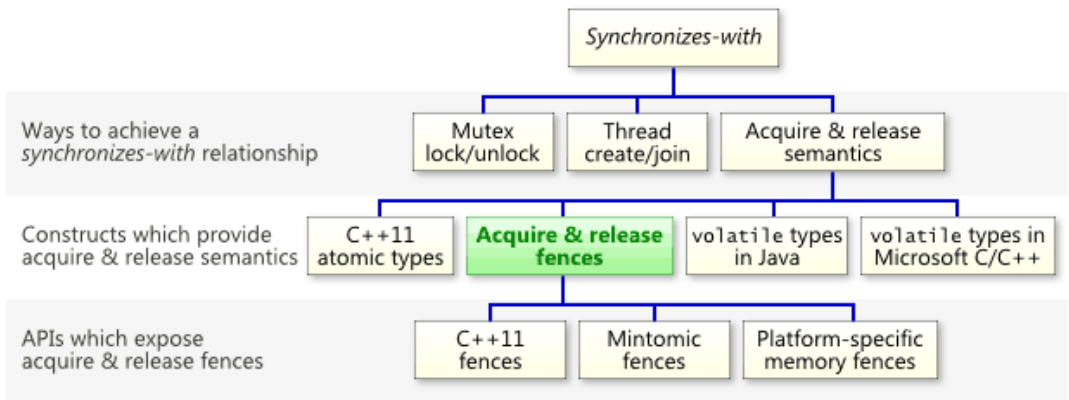 Synchronizes-with
Ways to achieve a
synchronizes-with relationship
Mutex
lock/unlock
Thread
create/join
Acquire & release
semantics
Constructs which provide
acquire & release semantics
C++11
atomic types
Acquire & release
fences
volatile types
in Java
volatile types in
Microsoft C/C++
APIs which expose
acquire & release fences
C++11
fences
Mintomic
fences
Platform-specific
memory fences